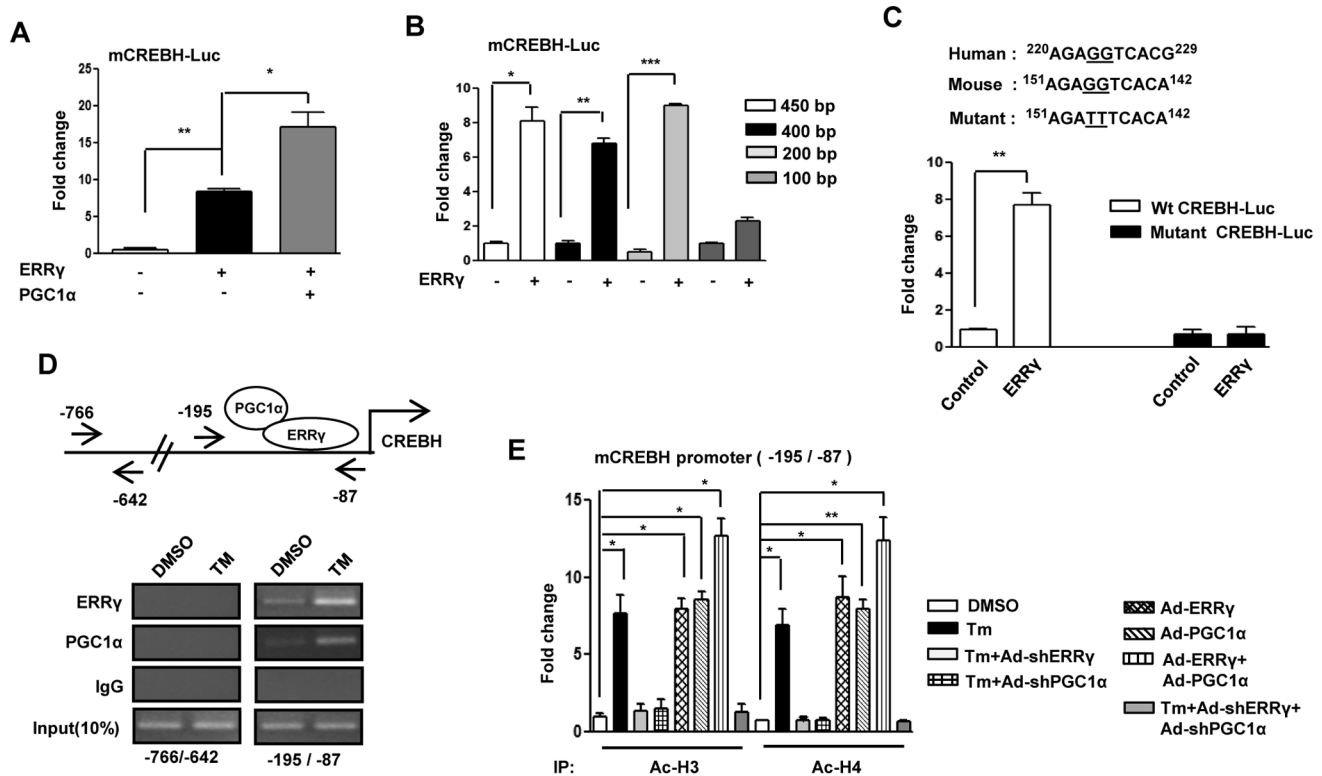 A
mCREBH-Luc
Fold change
25
20
15
10
5
0
**
*
ERRγ - + +
PGC1α - - +
B
mCREBH-Luc
Fold change
10
8
6
4
2
0
*
**
***
450 bp
400 bp
200 bp
100 bp
ERRγ - + - + - + - +
C
Human : 220AGAGGTCACG229
Mouse : 151AGAGGTCACA142
Mutant : 151AGATTTCACA142
Fold change
10
8
6
4
2
0
**
Wt CREBH-Luc
Mutant CREBH-Luc
Control ERRγ Control ERRγ
D
-766
-195
PGC1α
ERRγ
CREBH
-642
-87
DMSO TM DMSO TM
ERRγ
PGC1α
IgG
Input(10%)
-766/-642 -195 / -87
E
mCREBH promoter ( -195 / -87 )
Fold change
15
10
5
0
* * * *
* * ** *
IP: Ac-H3 Ac-H4
DMSO
Tm
Tm+Ad-shERRγ
Tm+Ad-shPGC1α
Ad-ERRγ
Ad-PGC1α
Ad-ERRγ+
Ad-PGC1α
Tm+Ad-shERRγ+
Ad-shPGC1α